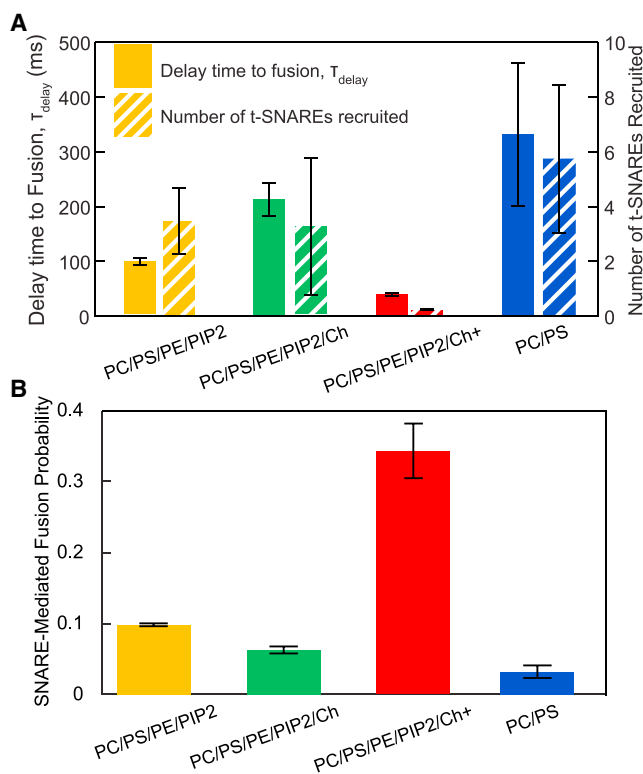 A
500
400
300
200
100
0
Delay time to Fusion, τdelay (ms)
Delay time to fusion, τdelay
Number of t-SNAREs recruited
10
8
6
4
2
0
Number of t-SNAREs Recruited
PC/PS/PE/PIP2
PC/PS/PE/PIP2/Ch
PC/PS/PE/PIP2/Ch+
PC/PS
B
0.4
0.3
0.2
0.1
0
SNARE-Mediated Fusion Probability
PC/PS/PE/PIP2
PC/PS/PE/PIP2/Ch
PC/PS/PE/PIP2/Ch+
PC/PS